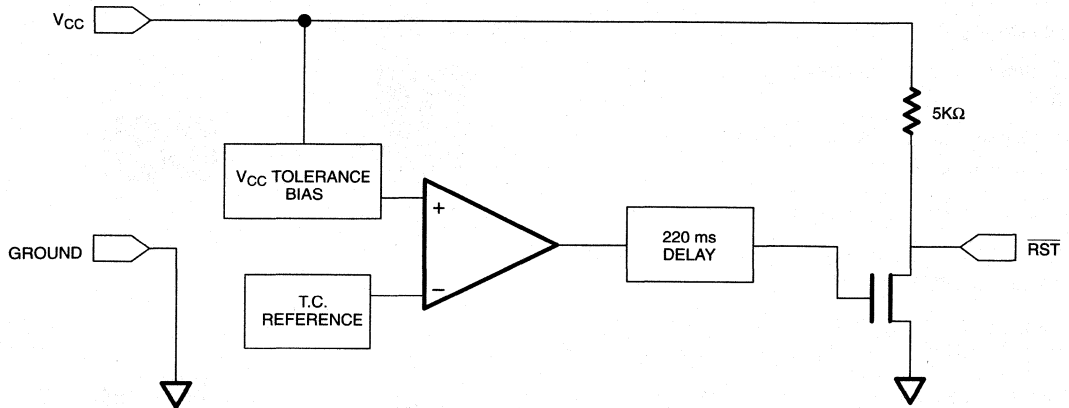 VCC
5KΩ
VCC TOLERANCE
BIAS
+
GROUND
220 ms
DELAY
RST
−
T.C.
REFERENCE